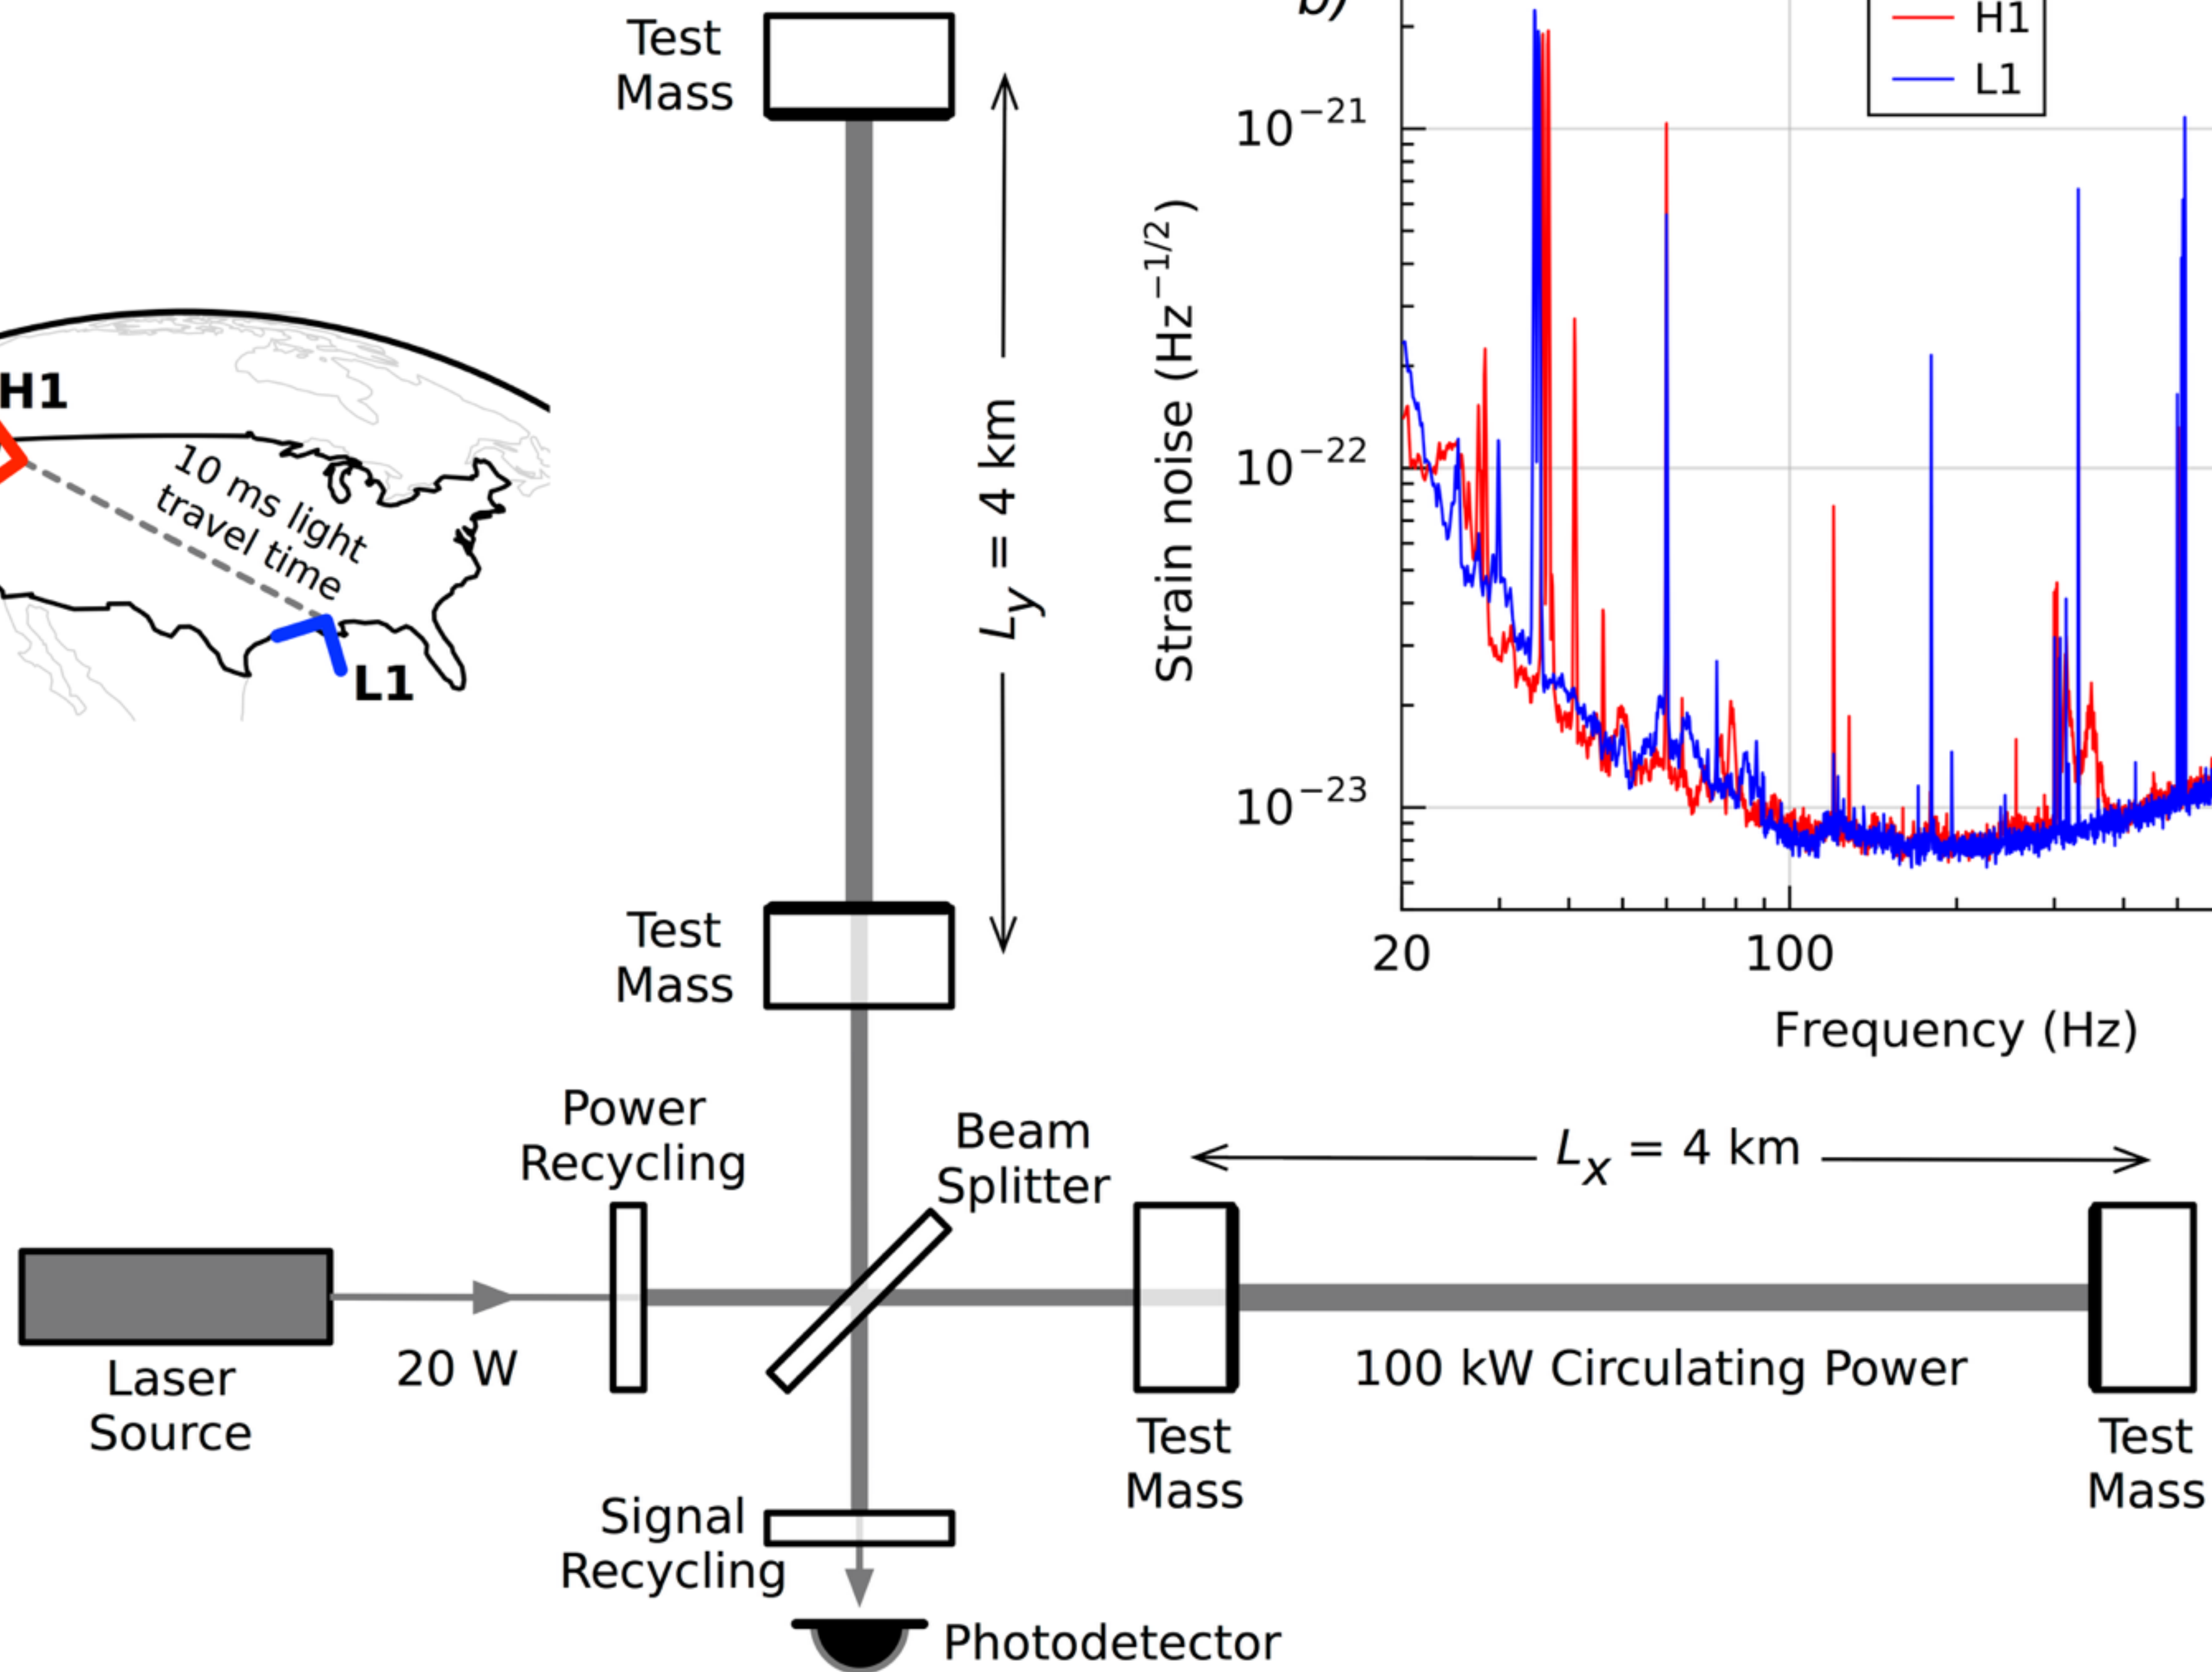 Test
Mass
b)
H1
L1
10−21
10−22
10−23
Strain noise (Hz−1/2)
20
100
Frequency (Hz)
H1
10 ms light
travel time
L1
Ly = 4 km
Test
Mass
Power
Recycling
Beam
Splitter
Lx = 4 km
Laser
Source
20 W
100 kW Circulating Power
Test
Mass
Test
Mass
Signal
Recycling
Photodetector